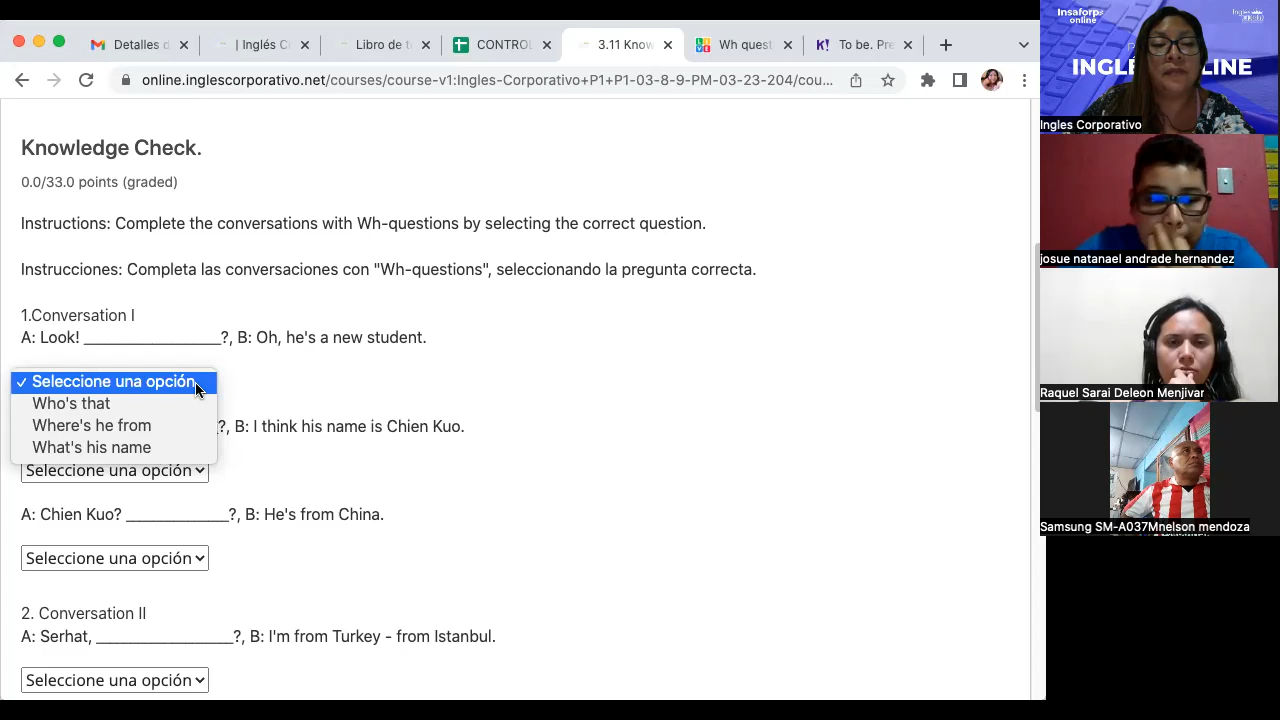 Detalles d
| Inglés C
Libro de t
CONTROL
3.11 Know
Wh quest
To be. Pre
online.inglescorporativo.net/courses/course-v1:Ingles-Corporativo+P1+P1-03-8-9-PM-03-23-204/cou...
Knowledge Check.
0.0/33.0 points (graded)
Instructions: Complete the conversations with Wh-questions by selecting the correct question.
Instrucciones: Completa las conversaciones con "Wh-questions", seleccionando la pregunta correcta.
1.Conversation I
A: Look! __________________?, B: Oh, he's a new student.
✓ Seleccione una opción
Who's that
Where's he from
What's his name
?, B: I think his name is Chien Kuo.
Seleccione una opción
A: Chien Kuo? ______________?, B: He's from China.
Seleccione una opción
2. Conversation II
A: Serhat, __________________?, B: I'm from Turkey - from Istanbul.
Seleccione una opción
Insaforp
online
INGLÉ
LINE
Ingles Corporativo
josue natanael andrade hernandez
Raquel Sarai Deleon Menjivar
Samsung SM-A037Mnelson mendoza